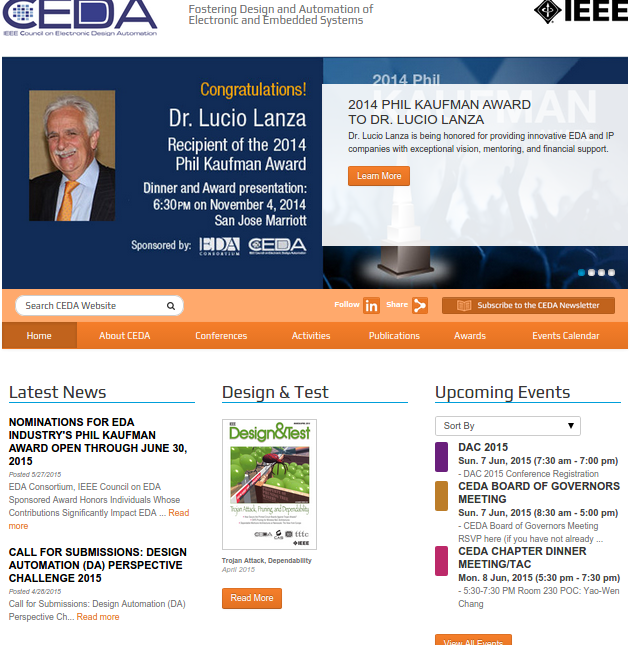 CEDA
IEEE Council on Electronic Design Automation
Fostering Design and Automation of
Electronic and Embedded Systems
IEEE
Congratulations!
Dr. Lucio Lanza
Recipient of the 2014
Phil Kaufman Award
Dinner and Award presentation:
6:30PM on November 4, 2014
San Jose Marriott
Sponsored by: EDA CONSORTIUM CEDA
2014 Phil
KAUFMAN
2014 PHIL KAUFMAN AWARD
TO DR. LUCIO LANZA
Dr. Lucio Lanza is being honored for providing innovative EDA and IP
companies with exceptional vision, mentoring, and financial support.
Learn More
Search CEDA Website
Follow in Share
Subscribe to the CEDA Newsletter
Home About CEDA Conferences Activities Publications Awards Events Calendar
Latest News
NOMINATIONS FOR EDA
INDUSTRY'S PHIL KAUFMAN
AWARD OPEN THROUGH JUNE 30,
2015
Posted 5/27/2015
EDA Consortium, IEEE Council on EDA
Sponsored Award Honors Individuals Whose
Contributions Significantly Impact EDA ... Read
more
CALL FOR SUBMISSIONS: DESIGN
AUTOMATION (DA) PERSPECTIVE
CHALLENGE 2015
Posted 4/28/2015
Call for Submissions: Design Automation (DA)
Perspective Ch... Read more
Design & Test
Design&Test
Trojan Attack, Pruning, and Dependability
CEDA
tttc
IEEE
Trojan Attack, Dependability
April 2015
Read More
Upcoming Events
Sort By
DAC 2015
Sun. 7 Jun, 2015 (7:30 am - 7:00 pm)
- DAC 2015 Conference Registration
CEDA BOARD OF GOVERNORS
MEETING
Sun. 7 Jun, 2015 (8:30 am - 5:00 pm)
- CEDA Board of Governors Meeting
RSVP here (if you have not already ...
CEDA CHAPTER DINNER
MEETING/TAC
Mon. 8 Jun, 2015 (5:30 pm - 7:30 pm)
- 5:30-7:30 PM Room 230 POC: Yao-Wen
Chang
View All Events